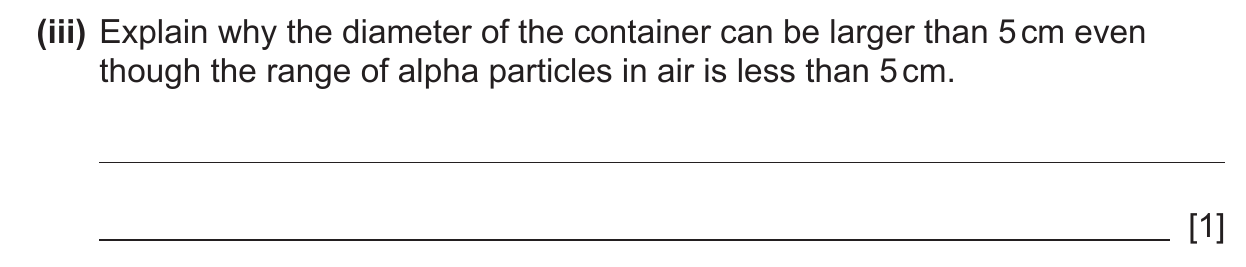 (iii) Explain why the diameter of the container can be larger than 5 cm even
though the range of alpha particles in air is less than 5 cm.
[1]